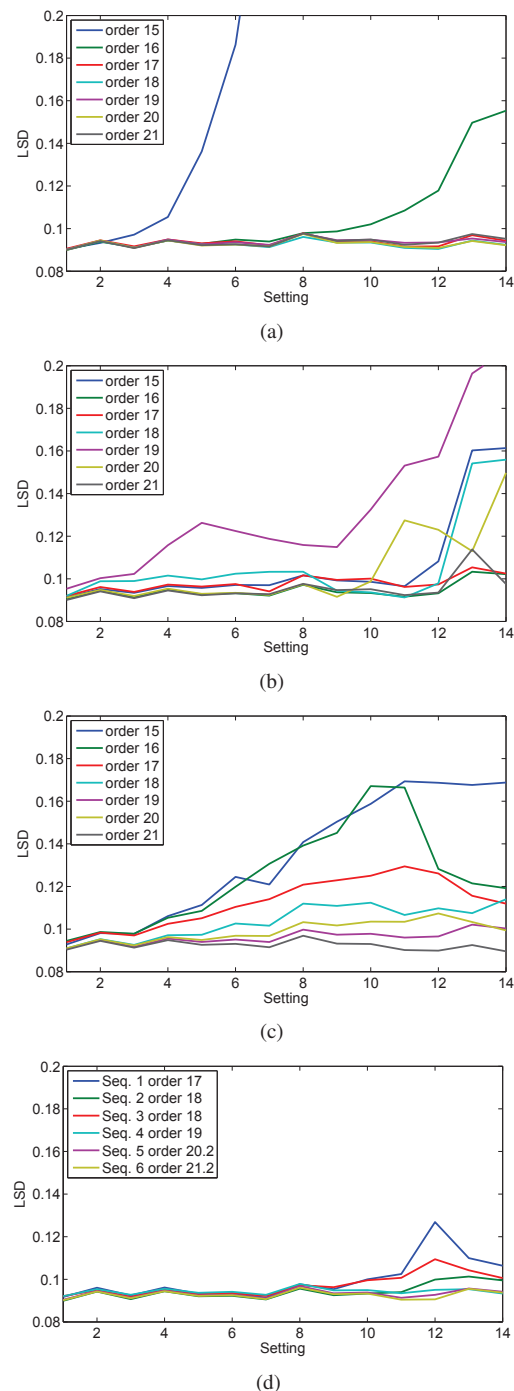 0.2
0.18
0.16
0.14
0.12
0.1
0.08
LSD
order 15
order 16
order 17
order 18
order 19
order 20
order 21
2 4 6 8 10 12 14
Setting
(a)
0.2
0.18
0.16
0.14
0.12
0.1
0.08
LSD
order 15
order 16
order 17
order 18
order 19
order 20
order 21
2 4 6 8 10 12 14
Setting
(b)
0.2
0.18
0.16
0.14
0.12
0.1
0.08
LSD
order 15
order 16
order 17
order 18
order 19
order 20
order 21
2 4 6 8 10 12 14
Setting
(c)
0.2
0.18
0.16
0.14
0.12
0.1
0.08
LSD
Seq. 1 order 17
Seq. 2 order 18
Seq. 3 order 18
Seq. 4 order 19
Seq. 5 order 20.2
Seq. 6 order 21.2
2 4 6 8 10 12 14
Setting
(d)